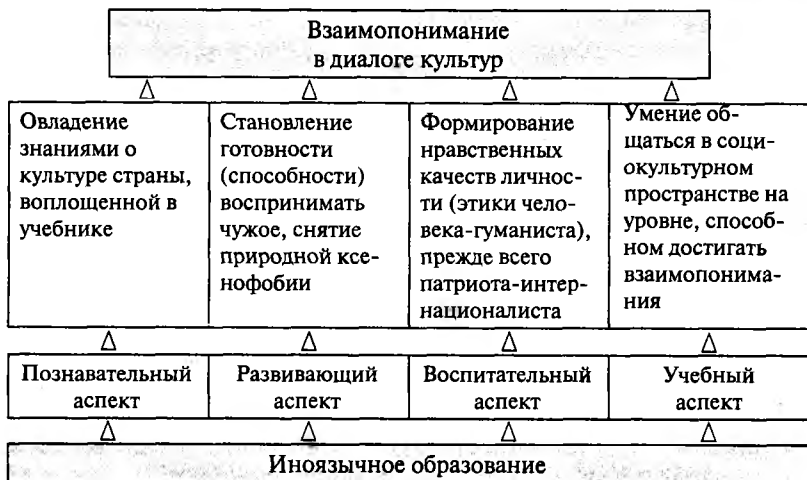 Взаимопонимание
в диалоге культур
Овладение
знаниями о
культуре страны,
воплощенной в
учебнике
Становление
готовности
(способности)
воспринимать
чужое, снятие
природной ксе-
нофобии
Формирование
нравственных
качеств личнос-
ти (этики чело-
века-гуманиста),
прежде всего
патриота-интер-
националиста
Умение об-
щаться в соци-
окультурном
пространстве на
уровне, способ-
ном достигать
взаимопонима-
ния
Познавательный
аспект
Развивающий
аспект
Воспитательный
аспект
Учебный
аспект
Иноязычное образование